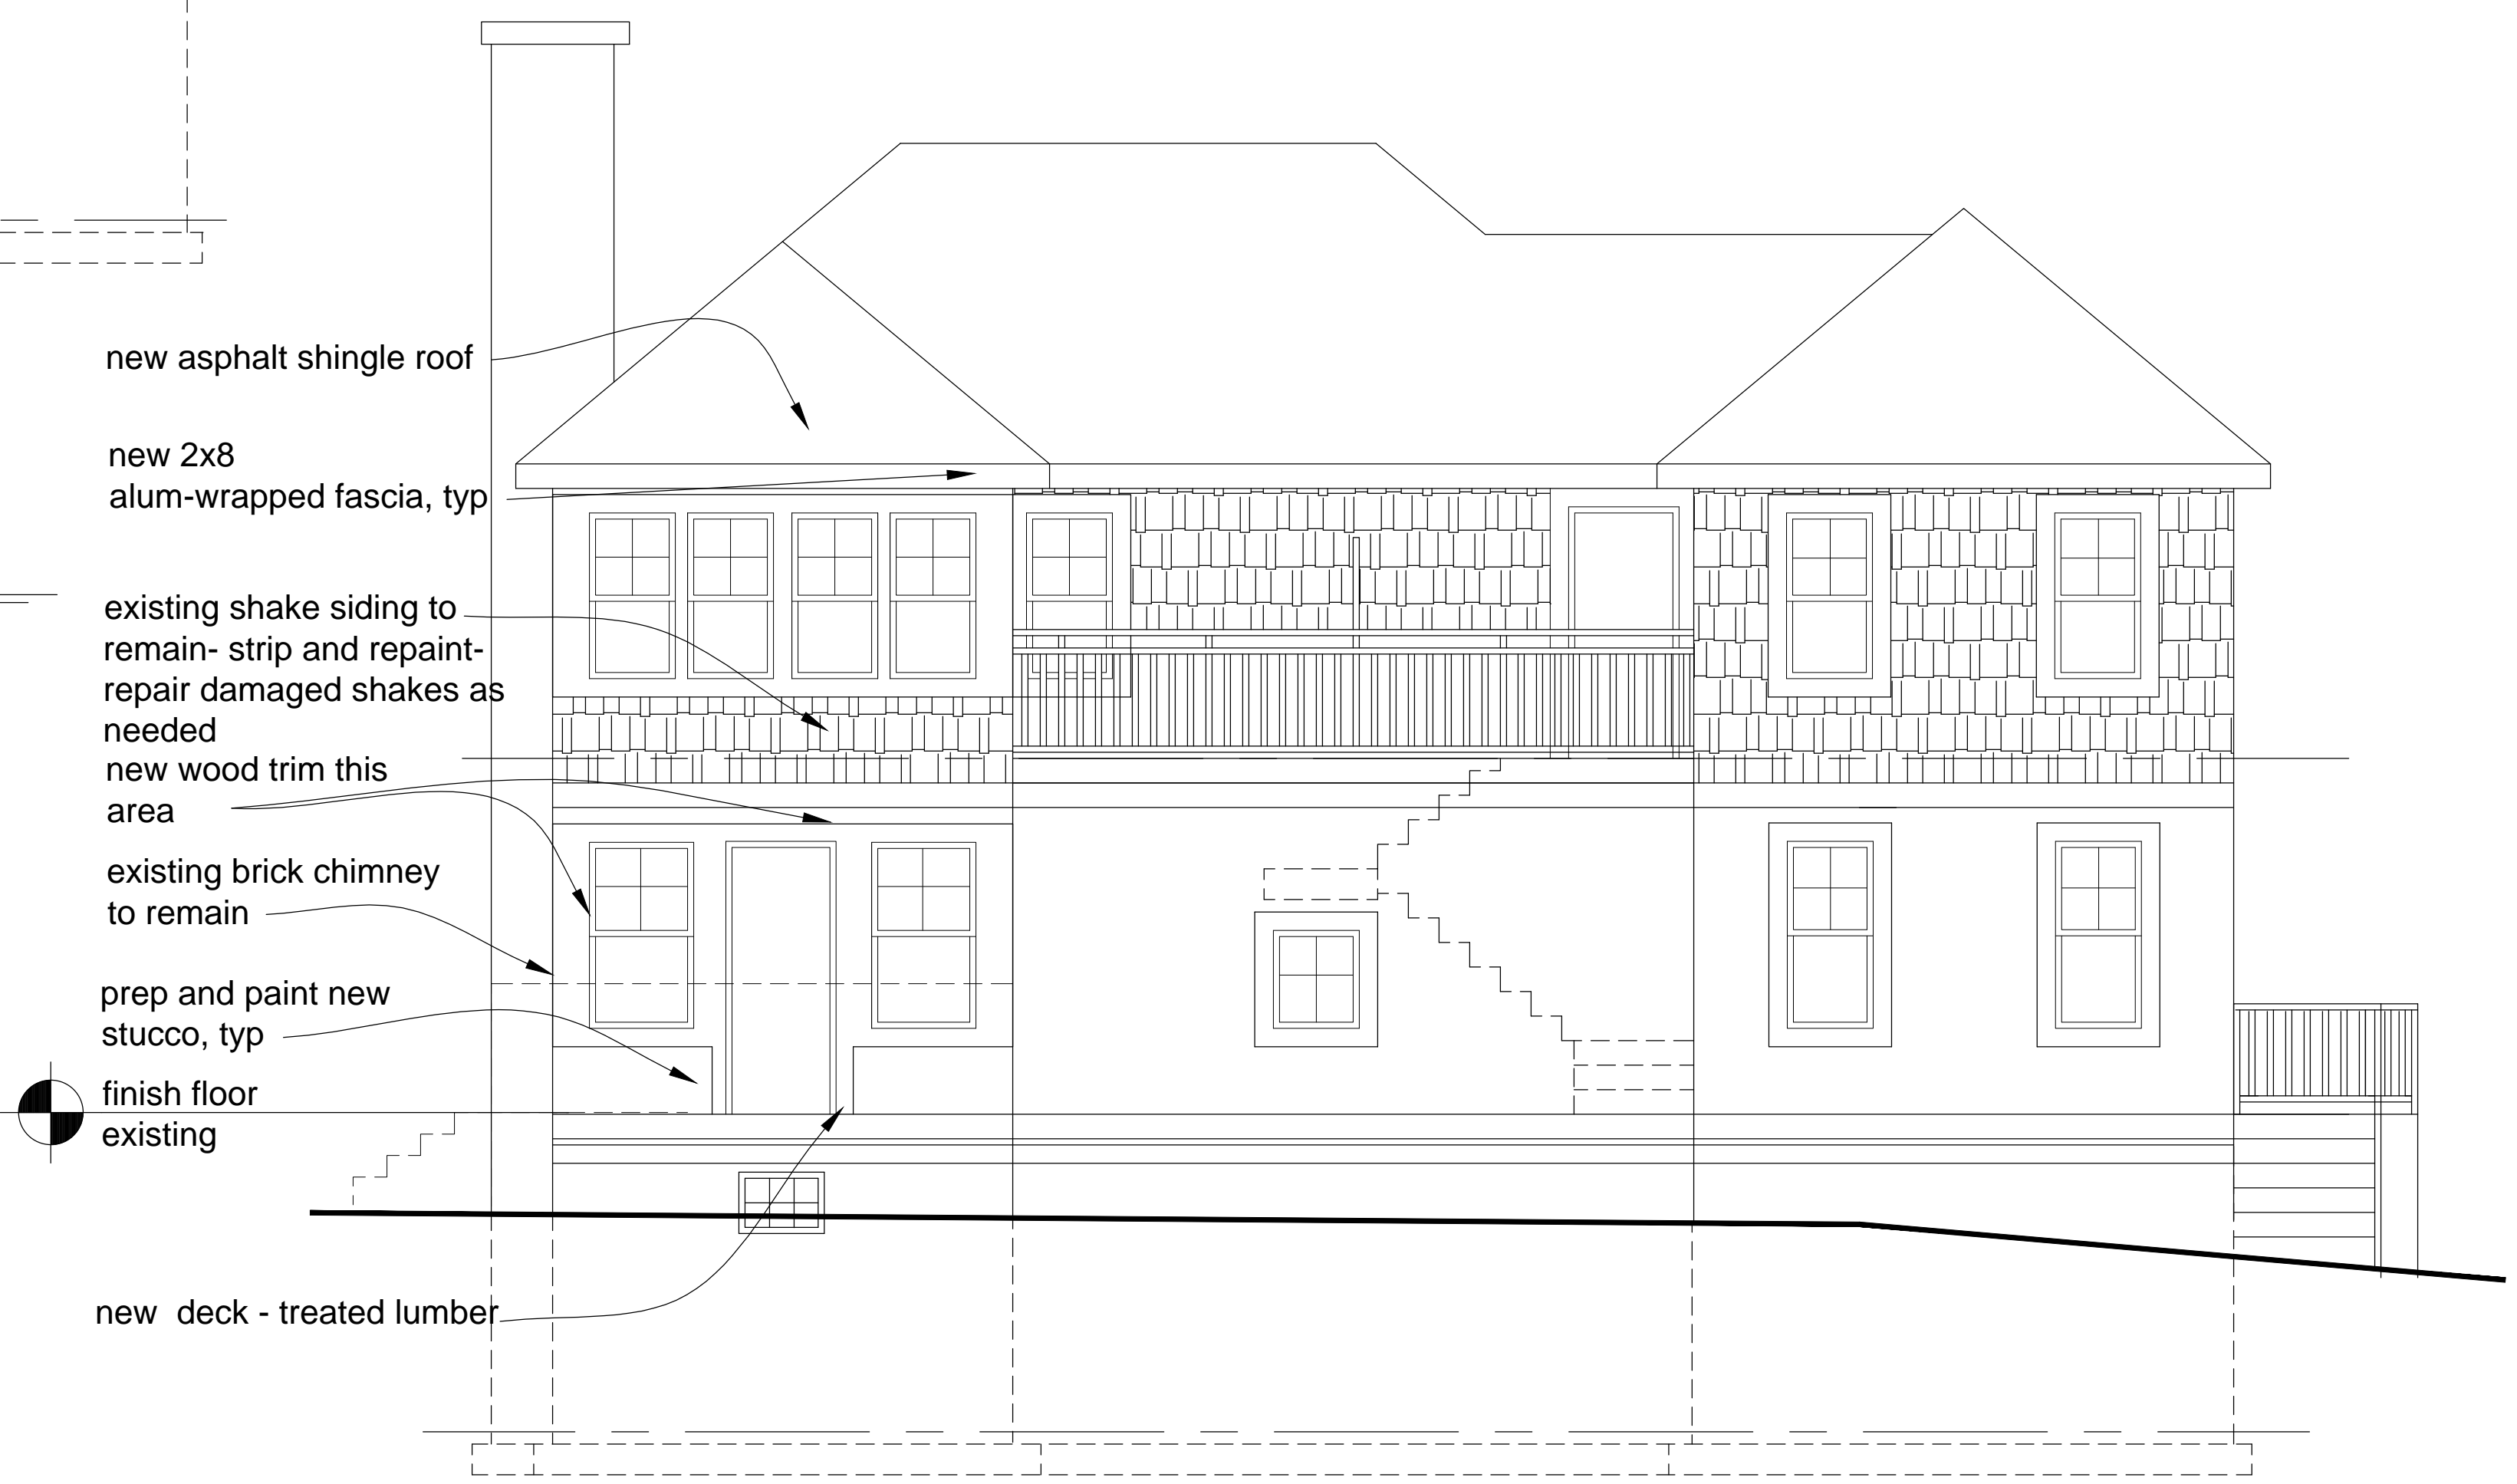 new asphalt shingle roof
new 2x8
alum-wrapped fascia, typ
existing shake siding to
remain- strip and repaint-
repair damaged shakes as
needed
new wood trim this
area
existing brick chimney
to remain
prep and paint new
stucco, typ
finish floor
existing
new  deck - treated lumber